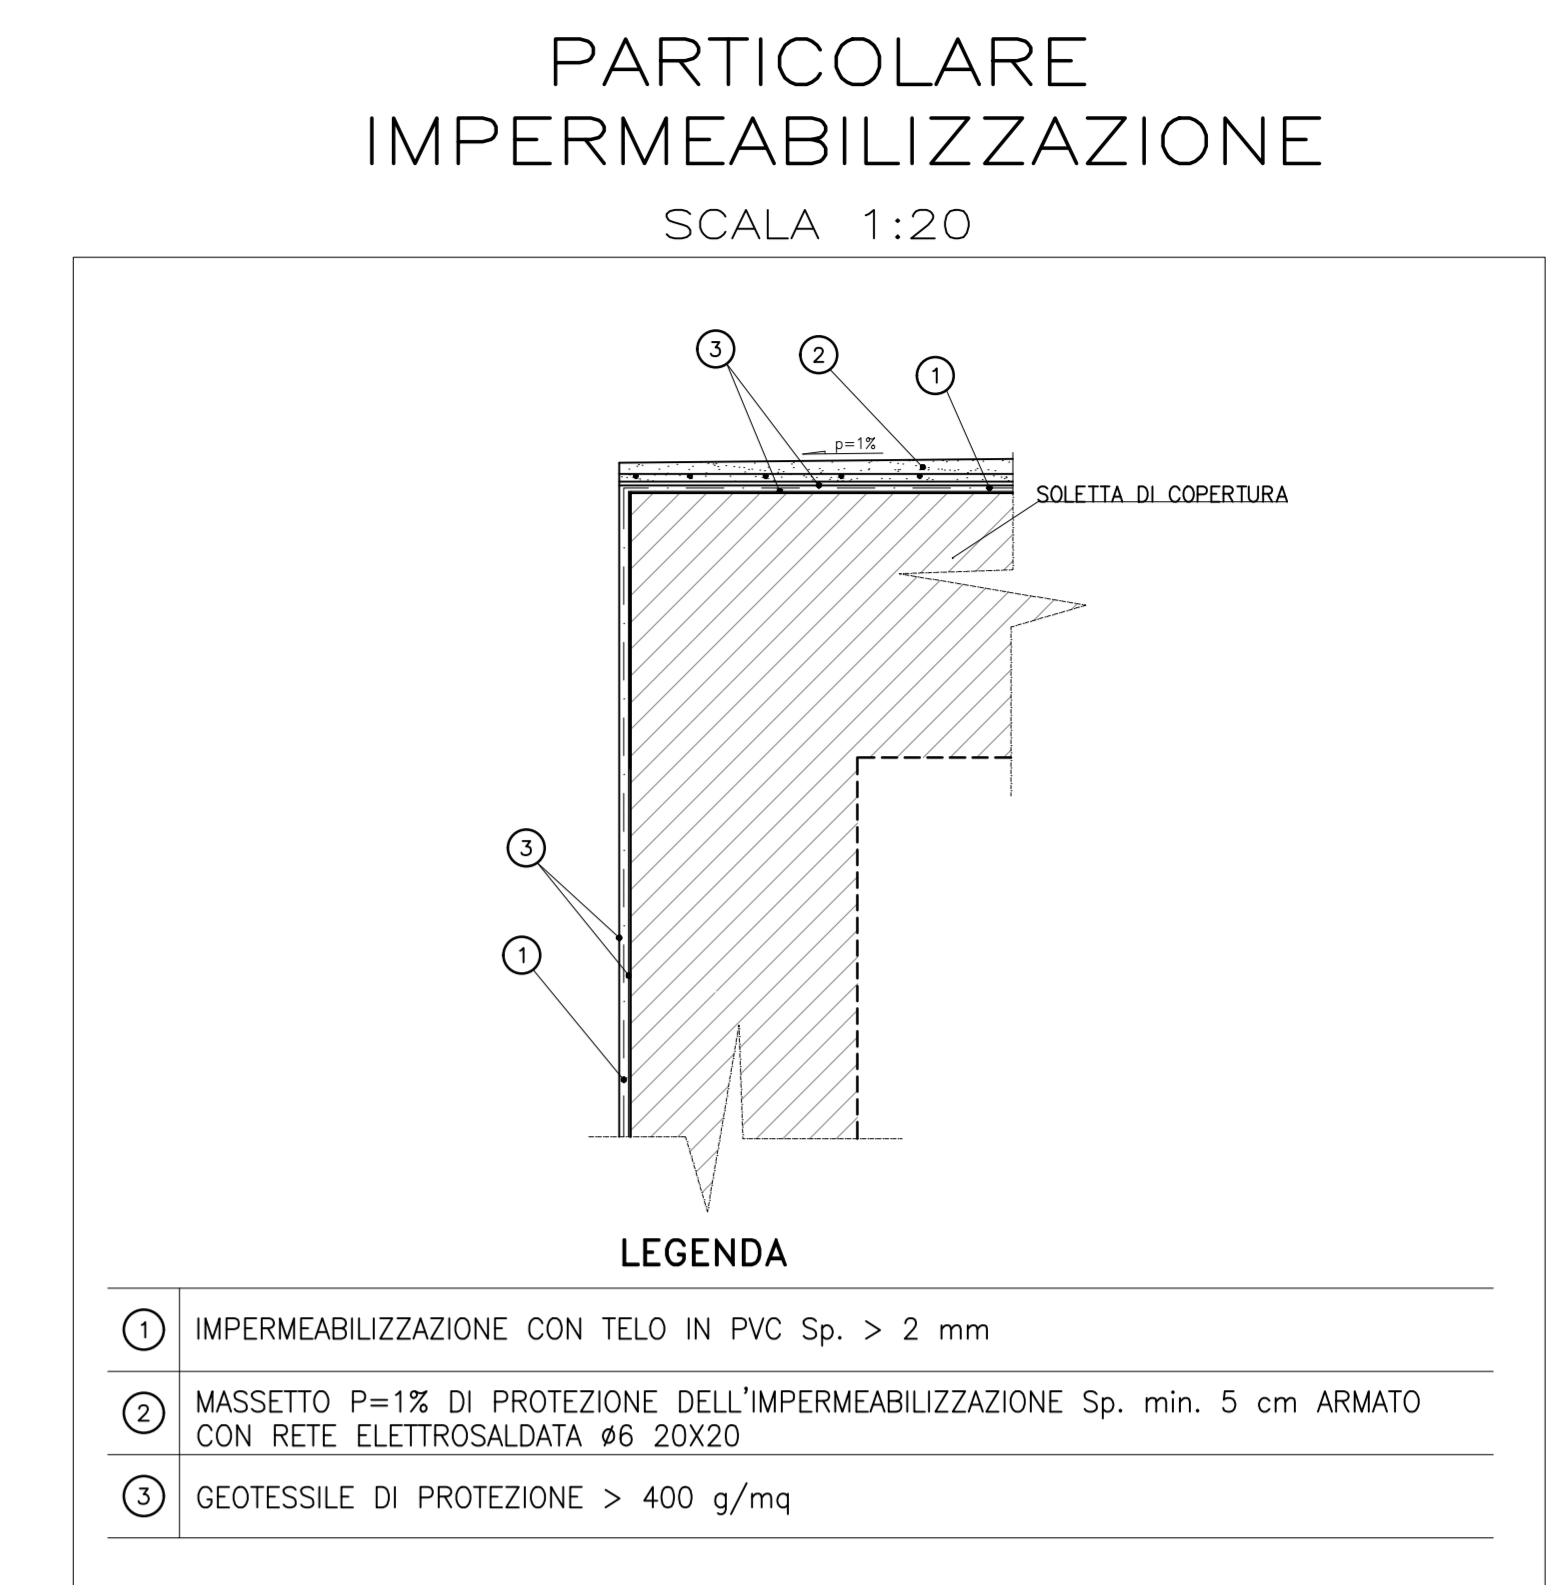 PARTICOLARE
IMPERMEABILIZZAZIONE
SCALA 1:20
3
2
1
p=1%
SOLETTA DI COPERTURA
3
1
LEGENDA
1 IMPERMEABILIZZAZIONE CON TELO IN PVC Sp. > 2 mm
2 MASSETTO P=1% DI PROTEZIONE DELL'IMPERMEABILIZZAZIONE Sp. min. 5 cm ARMATO
CON RETE ELETTROSALDATA ø6 20X20
3 GEOTESSILE DI PROTEZIONE > 400 g/mq